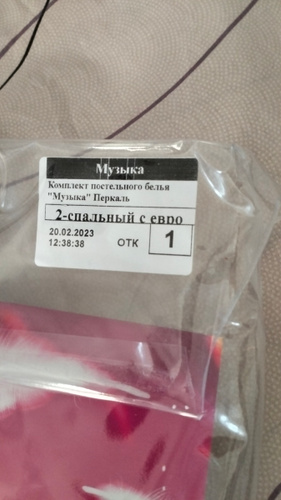 Музыка
Комплект постельного белья
"Музыка" Перкаль
2-спальный с евро
20.02.2023
12:38:38
ОТК
1